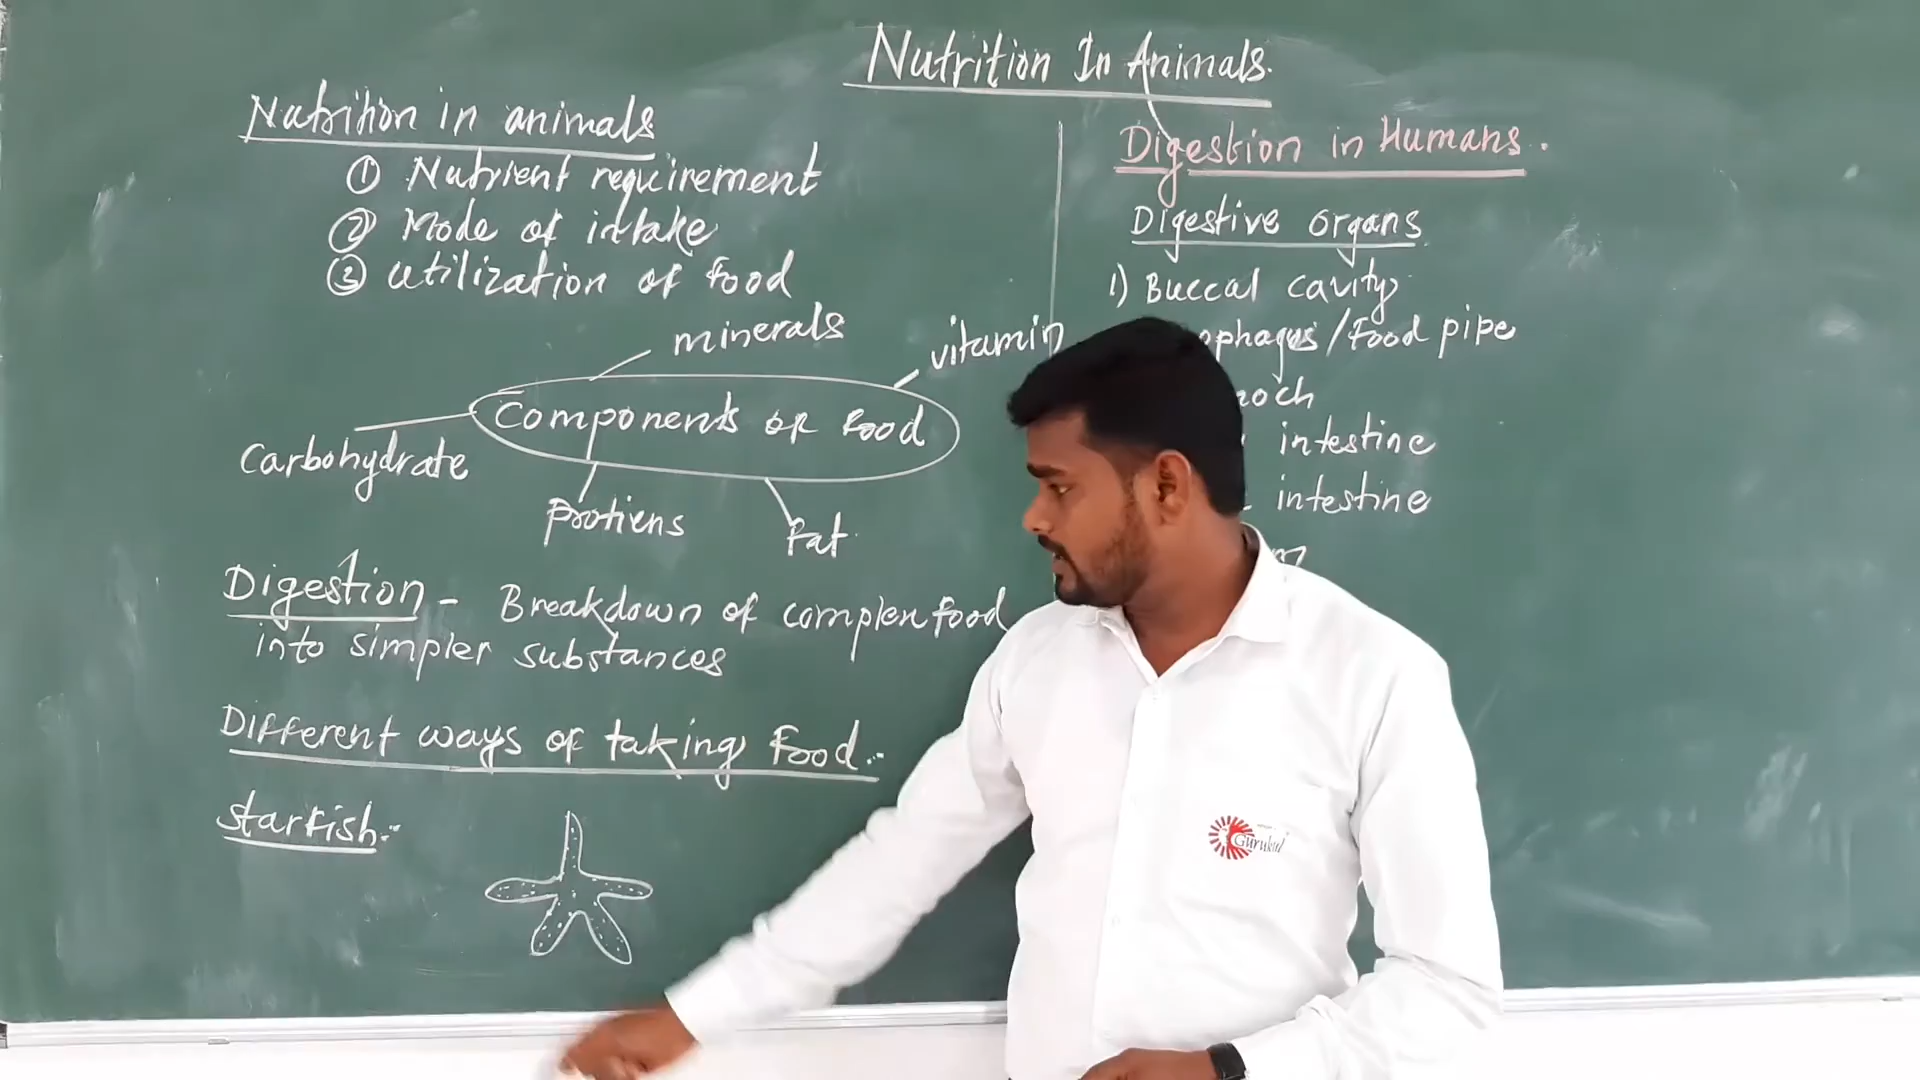 Nutrition In Animals.
Nutrition in animals
① Nutrient requirement
② Mode of intake
③ utilization of food
minerals
vitamin
Components of food
Carbohydrate
protiens
fat.
Digestion - Breakdown of complex food
into simpler substances
Different ways of taking food:-
starfish:-
Digestion in Humans.
Digestive organs
1) Buccal cavity
ophagus/Food pipe
intestine
intestine
Gurukul